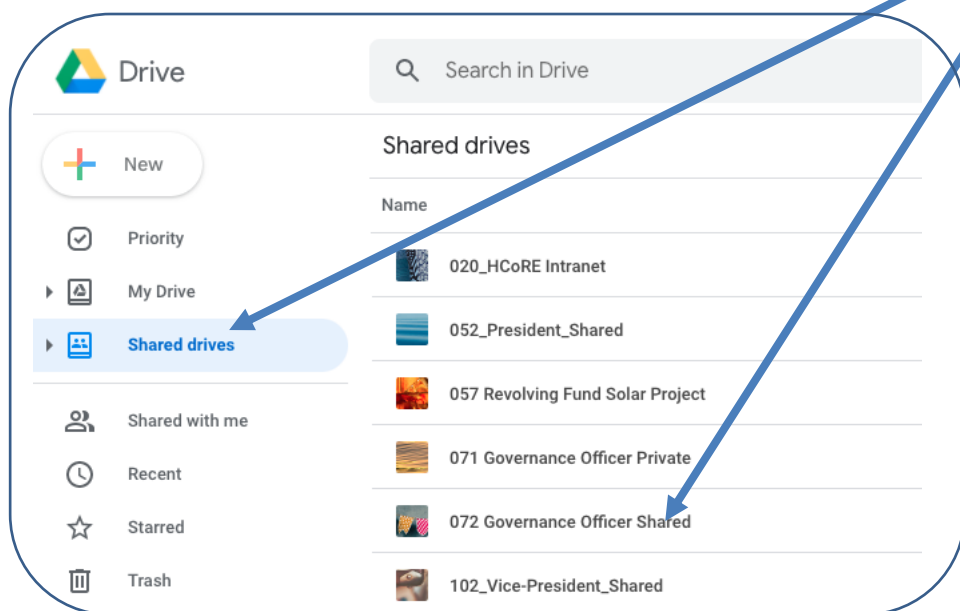 Drive
Search in Drive
New
Priority
My Drive
Shared drives
Shared with me
Recent
Starred
Trash
Shared drives
Name
020_HCoRE Intranet
052_President_Shared
057 Revolving Fund Solar Project
071 Governance Officer Private
072 Governance Officer Shared
102_Vice-President_Shared